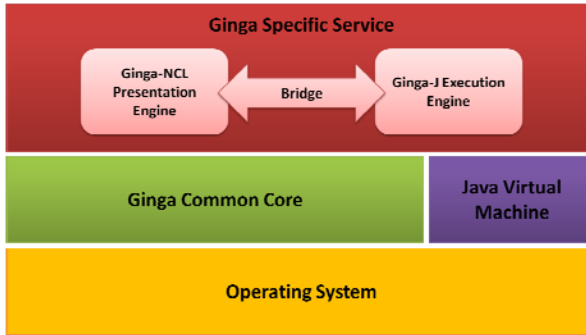 Ginga Specific Service
Ginga-NCL
Presentation
Engine
Bridge
Ginga-J Execution
Engine
Ginga Common Core
Java Virtual
Machine
Operating System